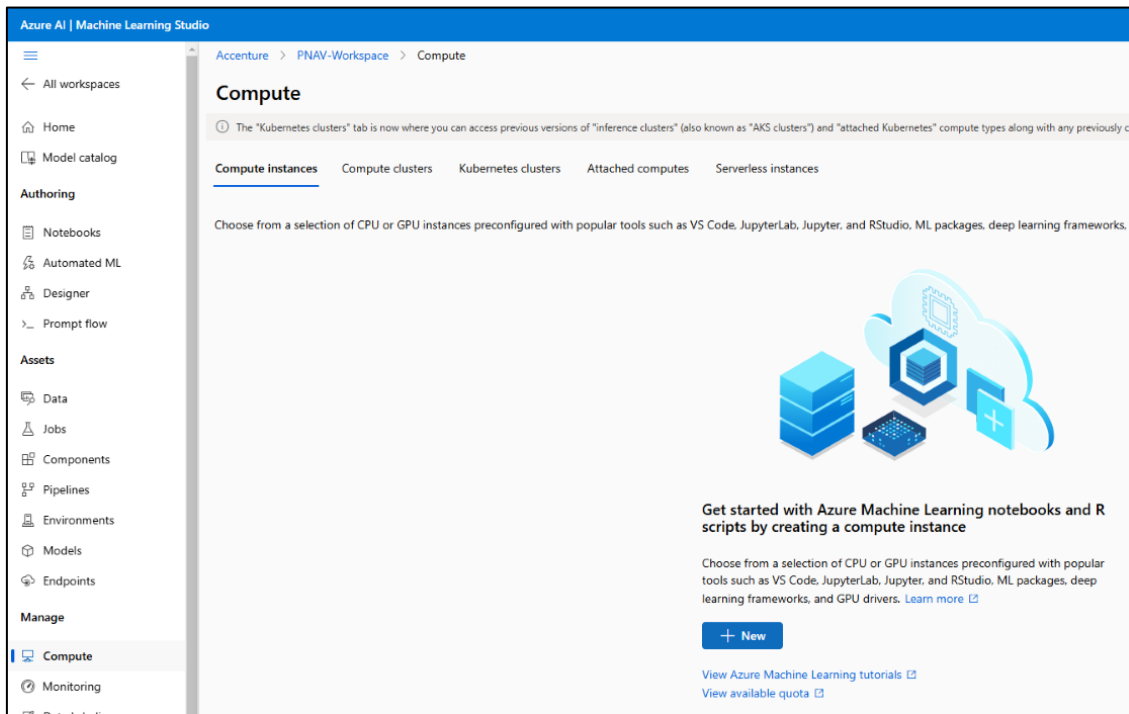 Azure AI | Machine Learning Studio
All workspaces
Home
Model catalog
Authoring
Notebooks
Automated ML
Designer
Prompt flow
Assets
Data
Jobs
Components
Pipelines
Environments
Models
Endpoints
Manage
Compute
Monitoring
Accenture > PNAV-Workspace > Compute
Compute
The "Kubernetes clusters" tab is now where you can access previous versions of "inference clusters" (also known as "AKS clusters") and "attached Kubernetes" compute types along with any previously
Compute instances Compute clusters Kubernetes clusters Attached computes Serverless instances
Choose from a selection of CPU or GPU instances preconfigured with popular tools such as VS Code, JupyterLab, Jupyter, and RStudio, ML packages, deep learning frameworks,
Get started with Azure Machine Learning notebooks and R
scripts by creating a compute instance
Choose from a selection of CPU or GPU instances preconfigured with popular
tools such as VS Code, JupyterLab, Jupyter, and RStudio, ML packages, deep
learning frameworks, and GPU drivers. Learn more
New
View Azure Machine Learning tutorials
View available quota